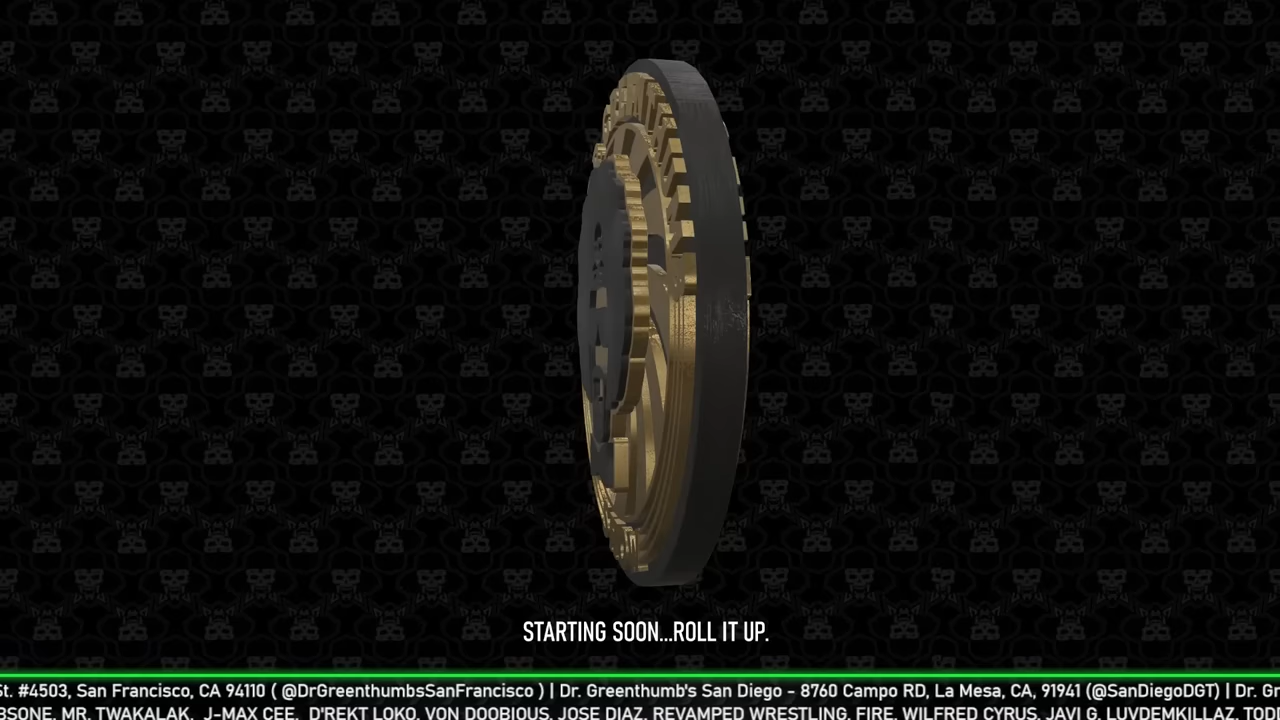 STARTING SOON...ROLL IT UP.
St. #4503, San Francisco, CA 94110 ( @DrGreenthumbsSanFrancisco ) | Dr. Greenthumb's San Diego - 8760 Campo RD, La Mesa, CA, 91941 (@SanDiegoDGT) | Dr.
MR. TWAKALAK, J-MAX CEE, D'REKT LOKO, VON DOOBIOUS, JOSE DIAZ, REVAMPED WRESTLING, FIRE, WILFRED CYRUS, JAVI G, LUVDEMKILLAZ,